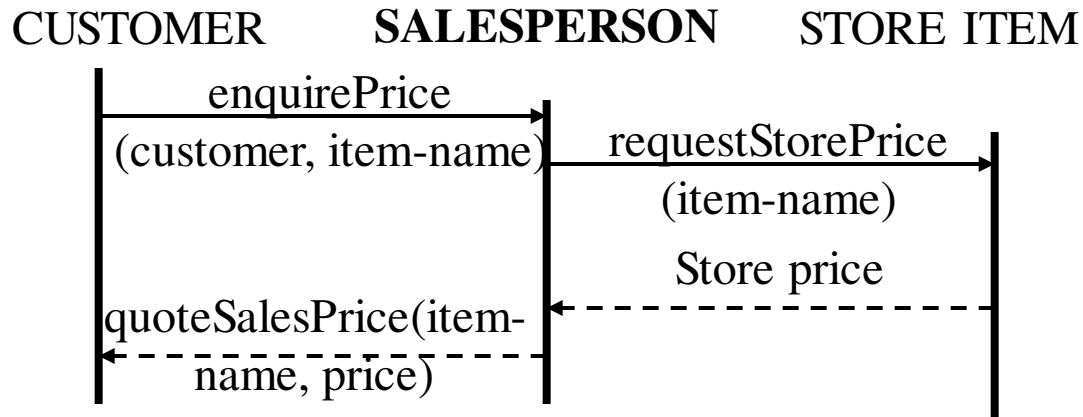 CUSTOMER SALESPERSON STORE ITEM
enquirePrice
(customer, item-name)
requestStorePrice
(item-name)
Store price
quoteSalesPrice(item-
name, price)